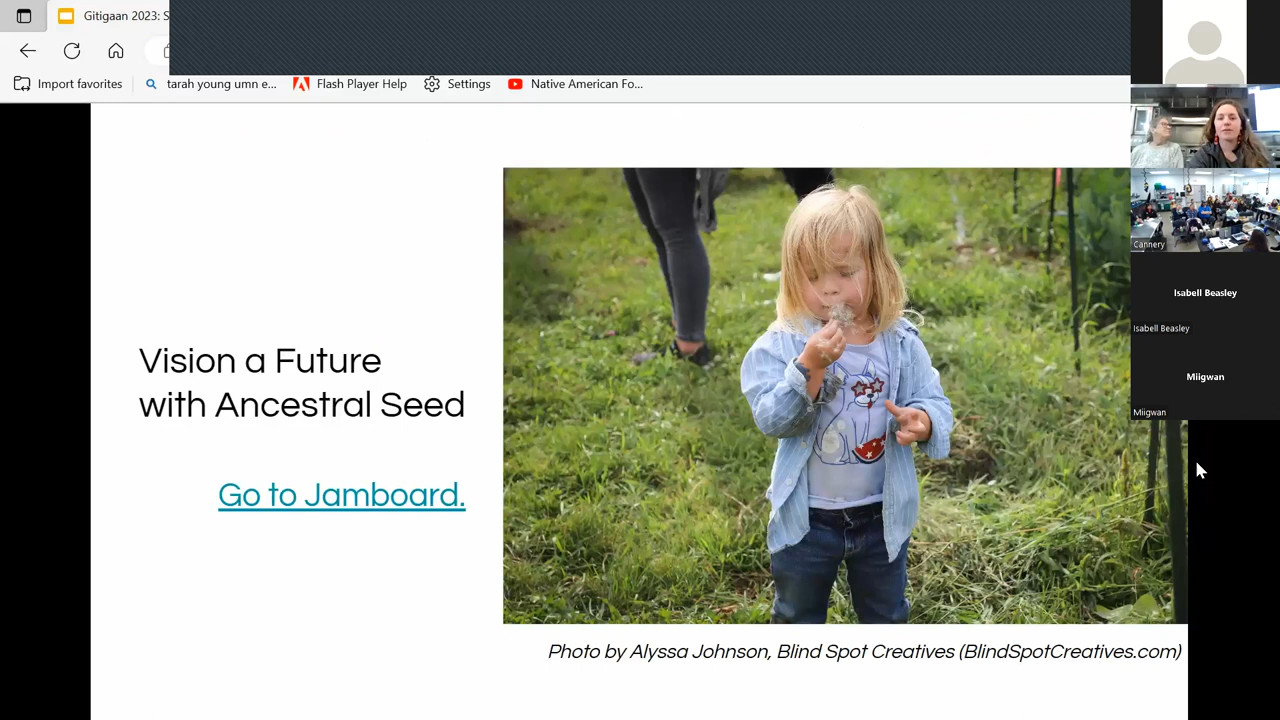 Gitigaan 2023: S
Import favorites
tarah young umn e...
Flash Player Help
Settings
Native American Fo...
Vision a Future
with Ancestral Seed
Go to Jamboard.
Photo by Alyssa Johnson, Blind Spot Creatives (BlindSpotCreatives.com)
Cannery
Isabell Beasley
Isabell Beasley
Miigwan
Miigwan